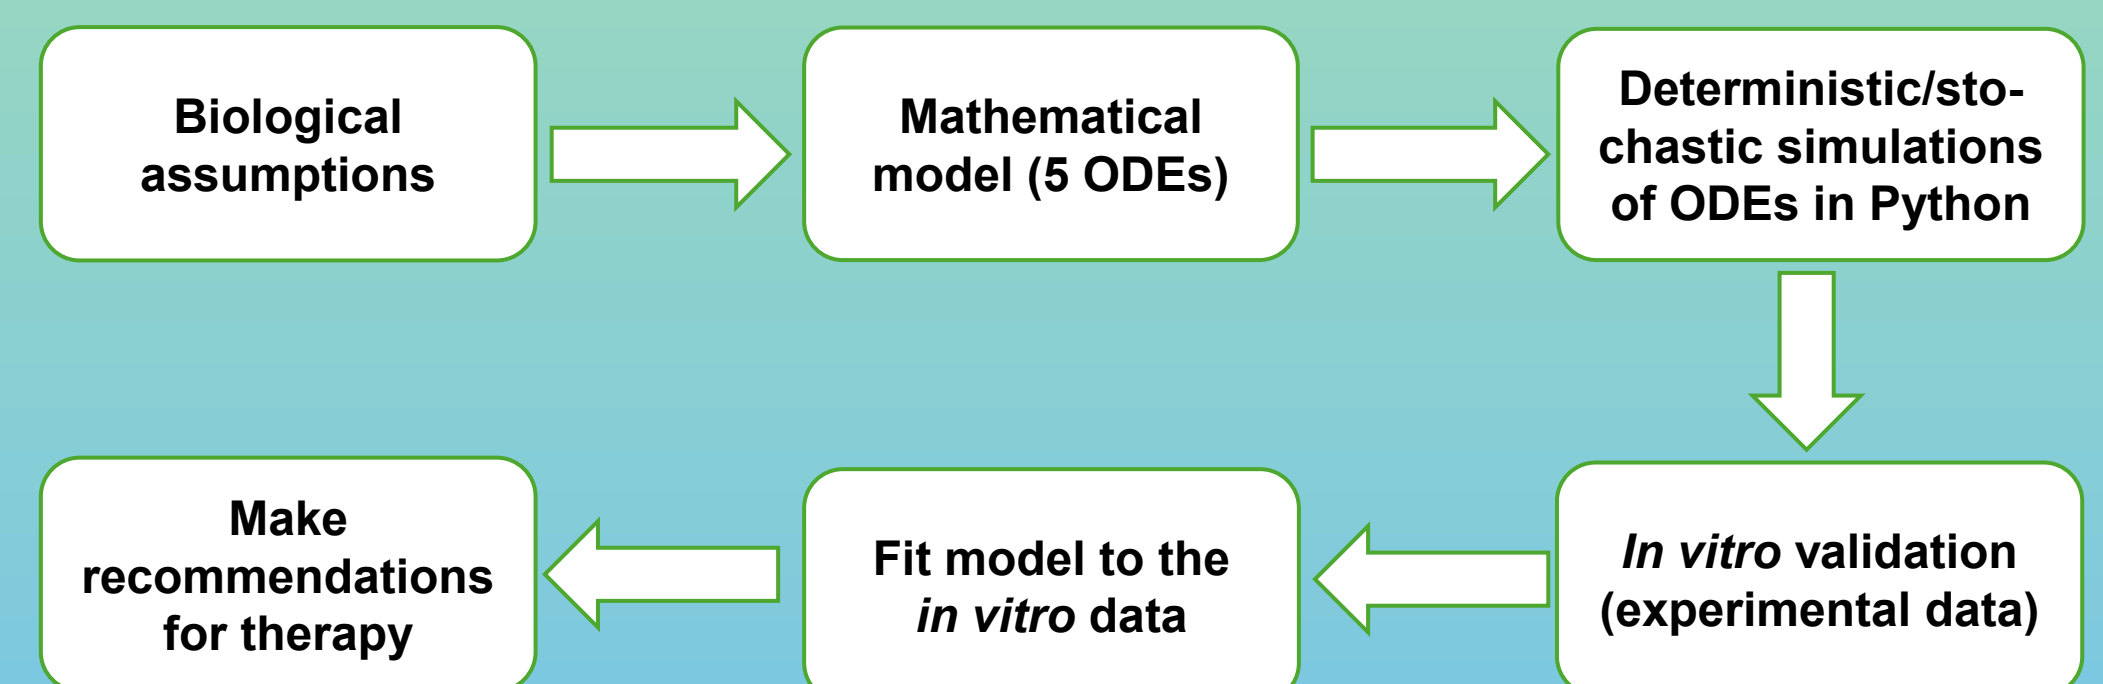 Biological
assumptions
Mathematical
model (5 ODEs)
Deterministic/sto-
chastic simulations
of ODEs in Python
In vitro validation
(experimental data)
Fit model to the
in vitro data
Make
recommendations
for therapy